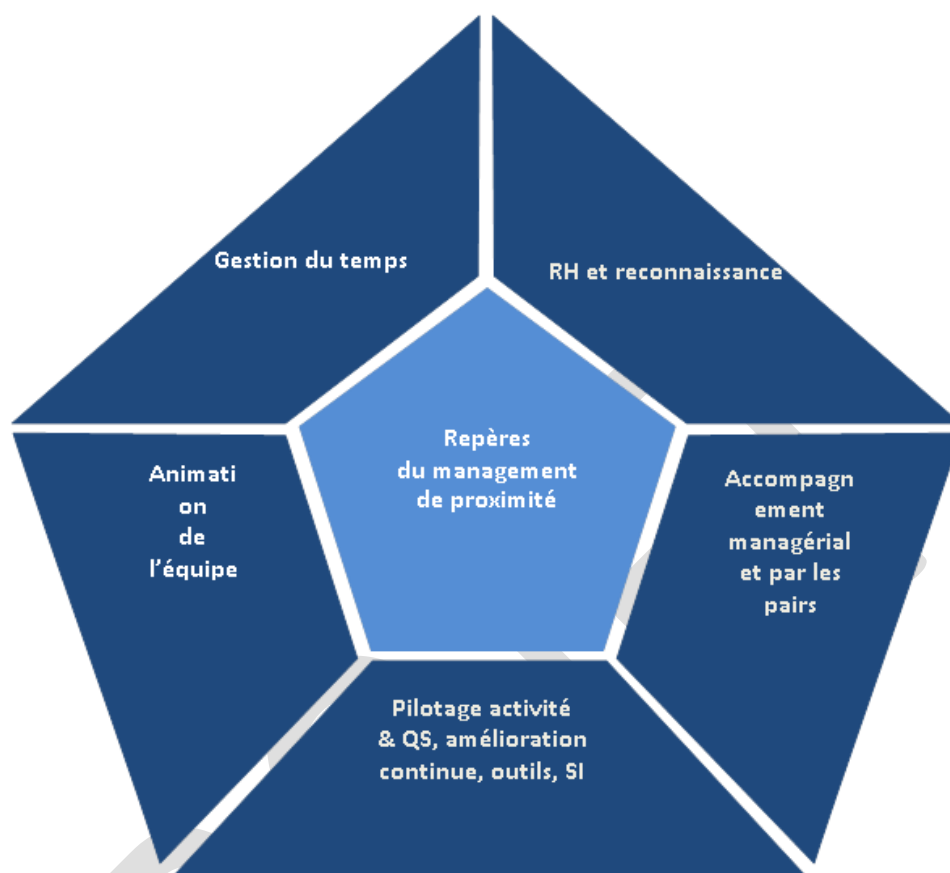 Gestion du temps
RH et reconnaissance
Repères
du management
de proximité
Animati
on
de
l'équipe
Accompagn
ement
managérial
et par les
pairs
Pilotage activité
& QS, amélioration
continue, outils, SI